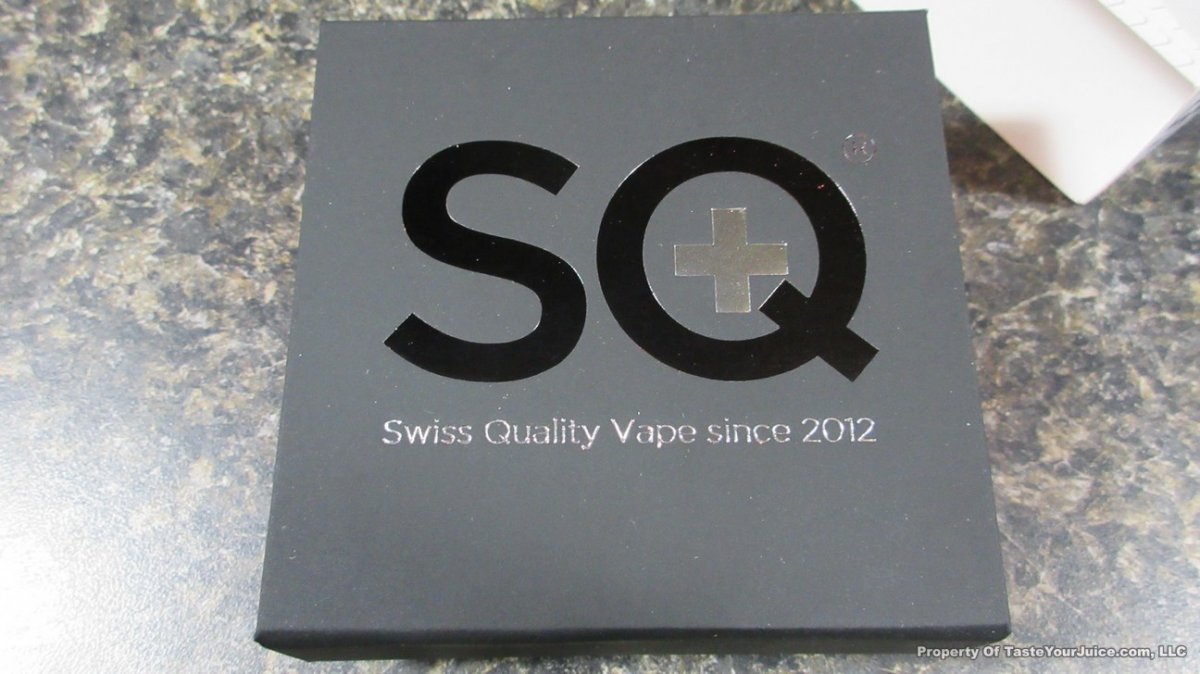 SQ®
Swiss Quality Vape since 2012
Property Of TasteYourJuice.com, LLC